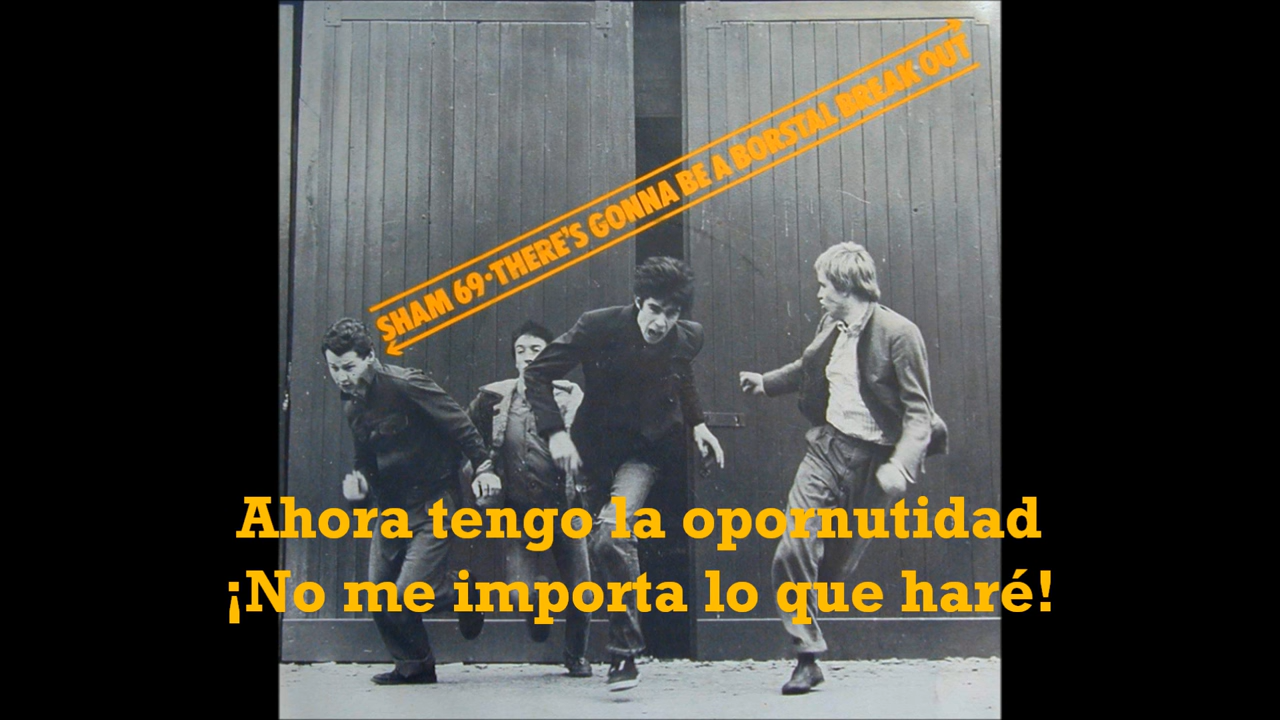 SHAM 69·THERE'S GONNA BE A BORSTAL BREAK OUT
Ahora tengo la opornutidad
¡No me importa lo que haré!